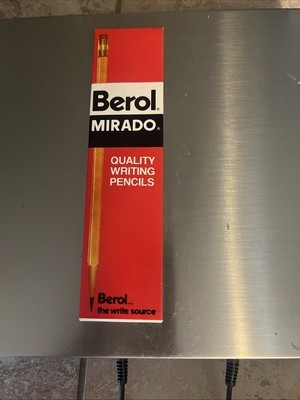 Berol®
MIRADO®
QUALITY
WRITING
PENCILS
Berol...
the write source